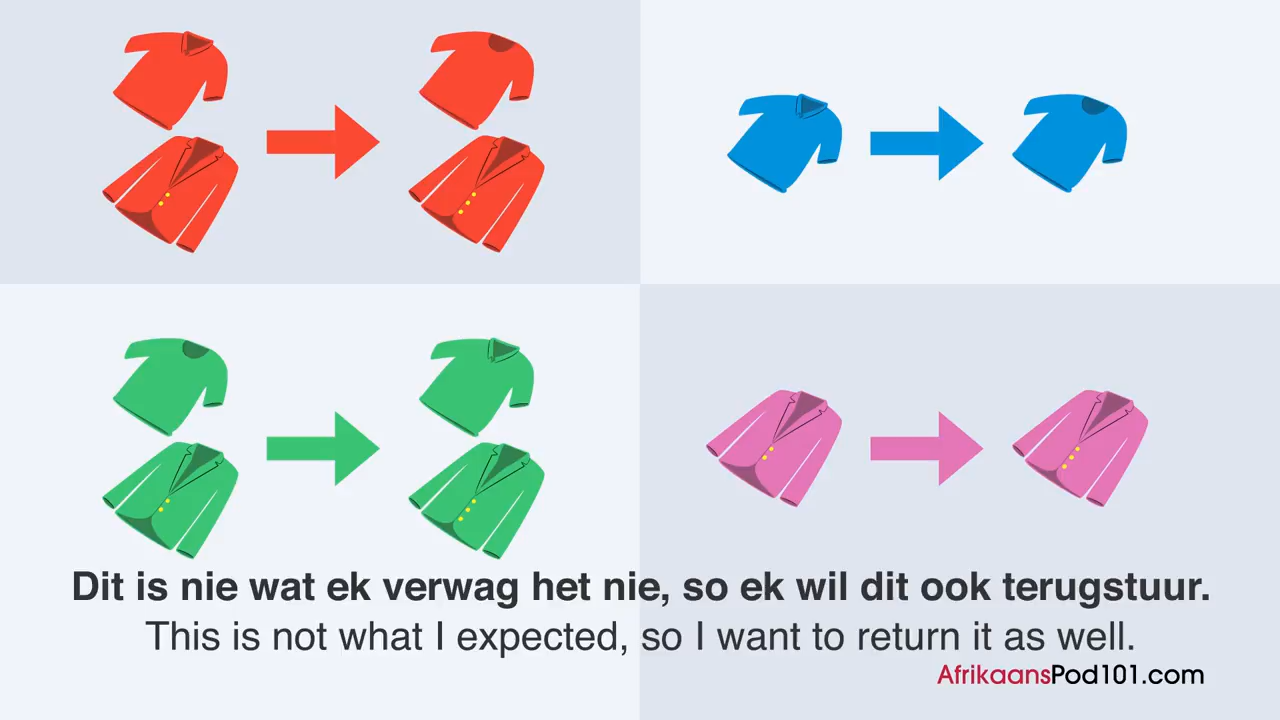 Dit is nie wat ek verwag het nie, so ek wil dit ook terugstuur.
This is not what I expected, so I want to return it as well.
AfrikaansPod101.com